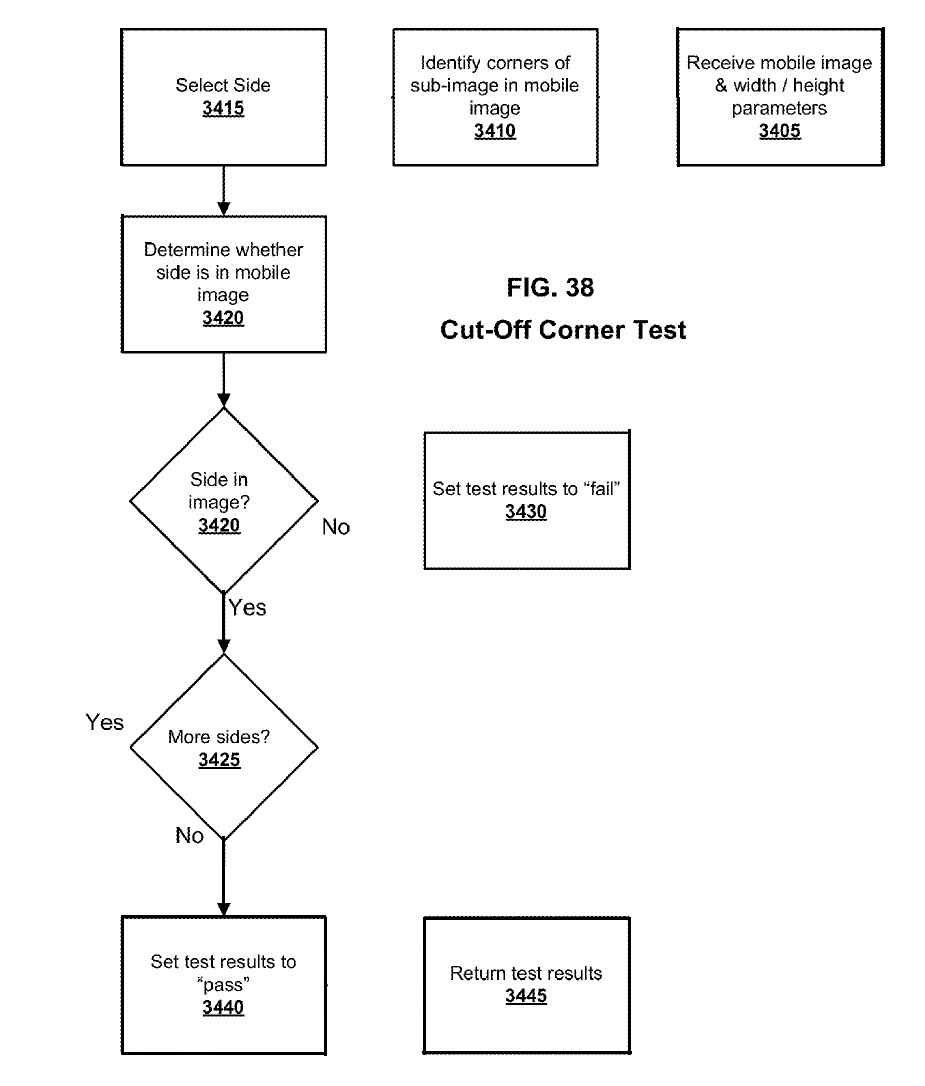 Select Side
3415
Identify corners of
sub-image in mobile
image
3410
Receive mobile image
& width / height
parameters
3405
Determine whether
side is in mobile
image
3420
FIG. 38
Cut-Off Corner Test
Side in
image?
3420
No
Set test results to “fail”
3430
Yes
Yes
More sides?
3425
No
Set test results to
“pass”
3440
Return test results
3445